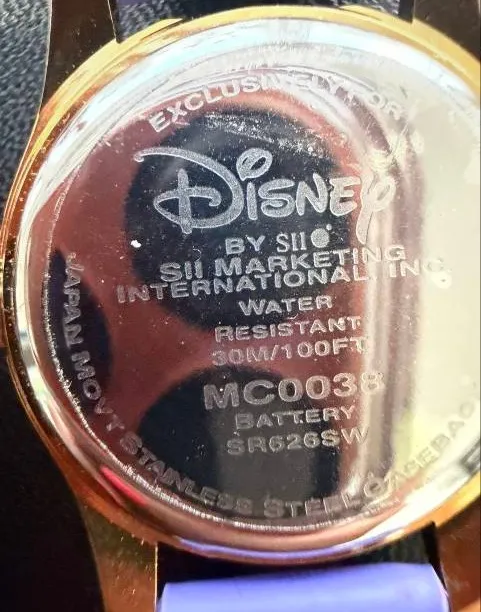 EXCLUSIVELY FOR
DISNEY
BY SII
SII MARKETING
INTERNATIONAL, INC
WATER
RESISTANT
30M/100FT
MC0038
BATTERY
SR626SW
JAPAN MOVT STAINLESS STEEL CASEBACK